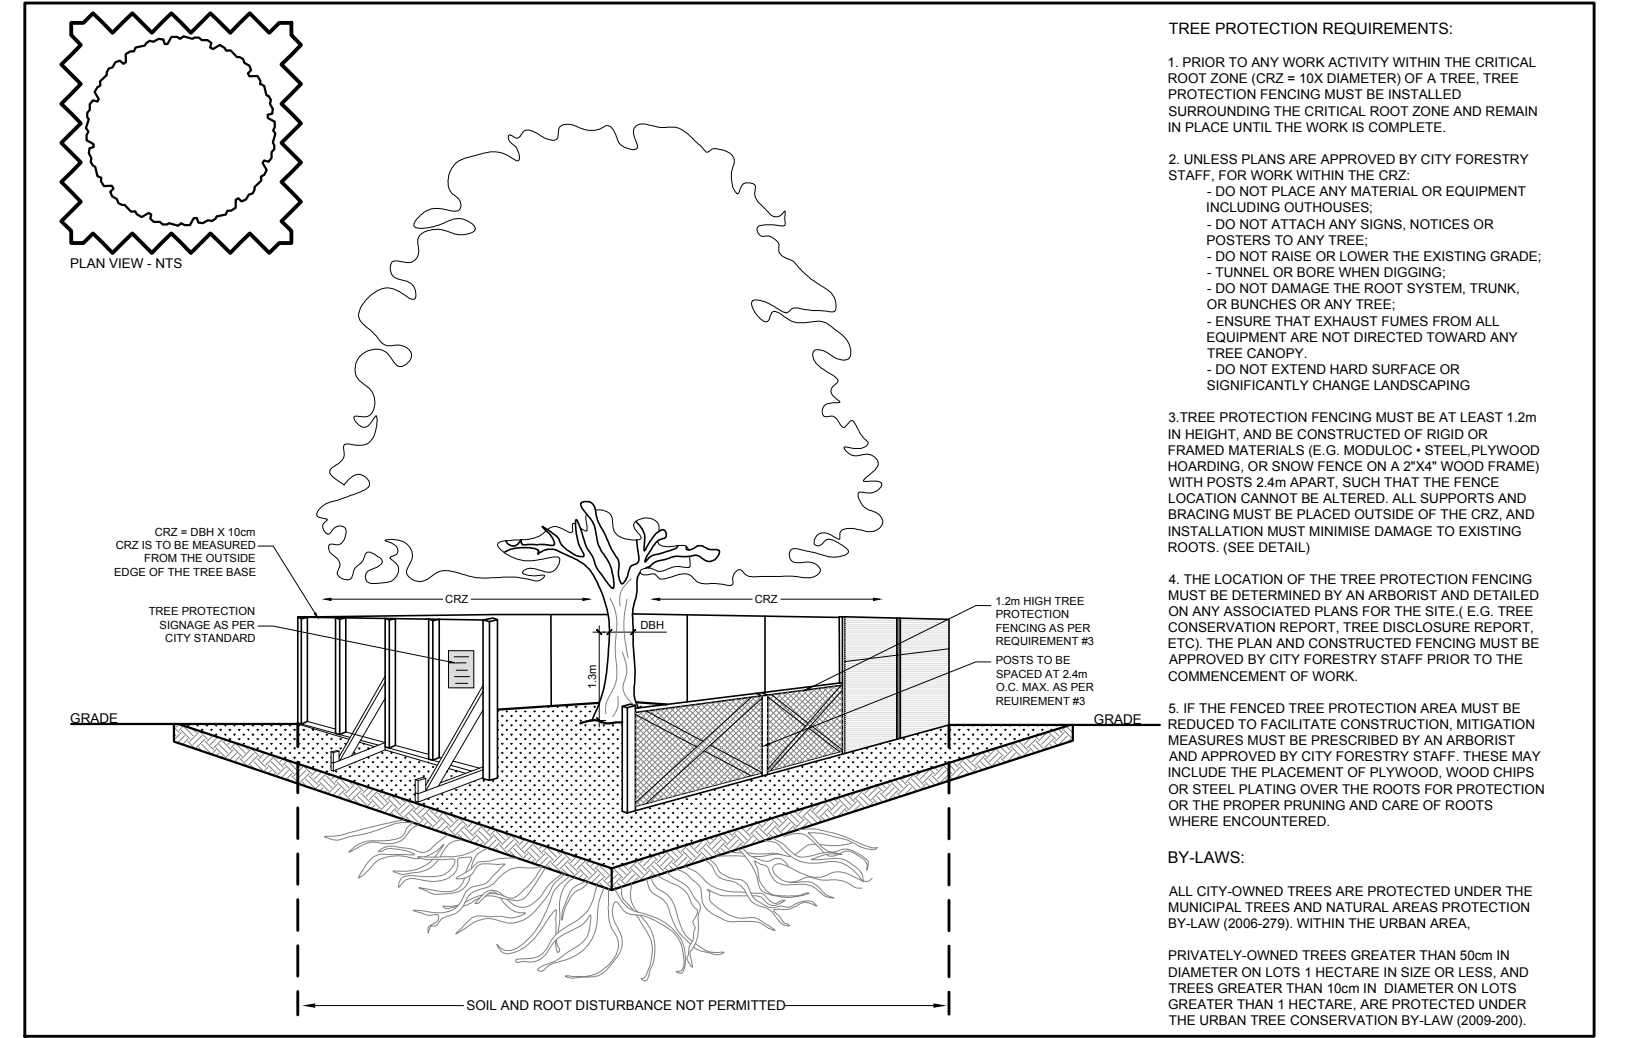 PLAN VIEW - NTS
CRZ = DBH X 10cm
CRZ IS TO BE MEASURED
FROM THE OUTSIDE
EDGE OF THE TREE BASE
TREE PROTECTION
SIGNAGE AS PER
CITY STANDARD
CRZ
CRZ
DBH
1.3m
1.2m HIGH TREE
PROTECTION
FENCING AS PER
REQUIREMENT #3
POSTS TO BE
SPACED AT 2.4m
O.C. MAX. AS PER
REUIREMENT #3
GRADE
GRADE
SOIL AND ROOT DISTURBANCE NOT PERMITTED
TREE PROTECTION REQUIREMENTS:
1. PRIOR TO ANY WORK ACTIVITY WITHIN THE CRITICAL
ROOT ZONE (CRZ = 10X DIAMETER) OF A TREE, TREE
PROTECTION FENCING MUST BE INSTALLED
SURROUNDING THE CRITICAL ROOT ZONE AND REMAIN
IN PLACE UNTIL THE WORK IS COMPLETE.
2. UNLESS PLANS ARE APPROVED BY CITY FORESTRY
STAFF, FOR WORK WITHIN THE CRZ:
- DO NOT PLACE ANY MATERIAL OR EQUIPMENT
INCLUDING OUTHOUSES;
- DO NOT ATTACH ANY SIGNS, NOTICES OR
POSTERS TO ANY TREE;
- DO NOT RAISE OR LOWER THE EXISTING GRADE;
- TUNNEL OR BORE WHEN DIGGING;
- DO NOT DAMAGE THE ROOT SYSTEM, TRUNK,
OR BUNCHES OR ANY TREE;
- ENSURE THAT EXHAUST FUMES FROM ALL
EQUIPMENT ARE NOT DIRECTED TOWARD ANY
TREE CANOPY.
- DO NOT EXTEND HARD SURFACE OR
SIGNIFICANTLY CHANGE LANDSCAPING
3.TREE PROTECTION FENCING MUST BE AT LEAST 1.2m
IN HEIGHT, AND BE CONSTRUCTED OF RIGID OR
FRAMED MATERIALS (E.G. MODULOC • STEEL,PLYWOOD
HOARDING, OR SNOW FENCE ON A 2"X4" WOOD FRAME)
WITH POSTS 2.4m APART, SUCH THAT THE FENCE
LOCATION CANNOT BE ALTERED. ALL SUPPORTS AND
BRACING MUST BE PLACED OUTSIDE OF THE CRZ, AND
INSTALLATION MUST MINIMISE DAMAGE TO EXISTING
ROOTS. (SEE DETAIL)
4. THE LOCATION OF THE TREE PROTECTION FENCING
MUST BE DETERMINED BY AN ARBORIST AND DETAILED
ON ANY ASSOCIATED PLANS FOR THE SITE.( E.G. TREE
CONSERVATION REPORT, TREE DISCLOSURE REPORT,
ETC). THE PLAN AND CONSTRUCTED FENCING MUST BE
APPROVED BY CITY FORESTRY STAFF PRIOR TO THE
COMMENCEMENT OF WORK.
5. IF THE FENCED TREE PROTECTION AREA MUST BE
REDUCED TO FACILITATE CONSTRUCTION, MITIGATION
MEASURES MUST BE PRESCRIBED BY AN ARBORIST
AND APPROVED BY CITY FORESTRY STAFF. THESE MAY
INCLUDE THE PLACEMENT OF PLYWOOD, WOOD CHIPS
OR STEEL PLATING OVER THE ROOTS FOR PROTECTION
OR THE PROPER PRUNING AND CARE OF ROOTS
WHERE ENCOUNTERED.
BY-LAWS:
ALL CITY-OWNED TREES ARE PROTECTED UNDER THE
MUNICIPAL TREES AND NATURAL AREAS PROTECTION
BY-LAW (2006-279). WITHIN THE URBAN AREA,
PRIVATELY-OWNED TREES GREATER THAN 50cm IN
DIAMETER ON LOTS 1 HECTARE IN SIZE OR LESS, AND
TREES GREATER THAN 10cm IN DIAMETER ON LOTS
GREATER THAN 1 HECTARE, ARE PROTECTED UNDER
THE URBAN TREE CONSERVATION BY-LAW (2009-200).